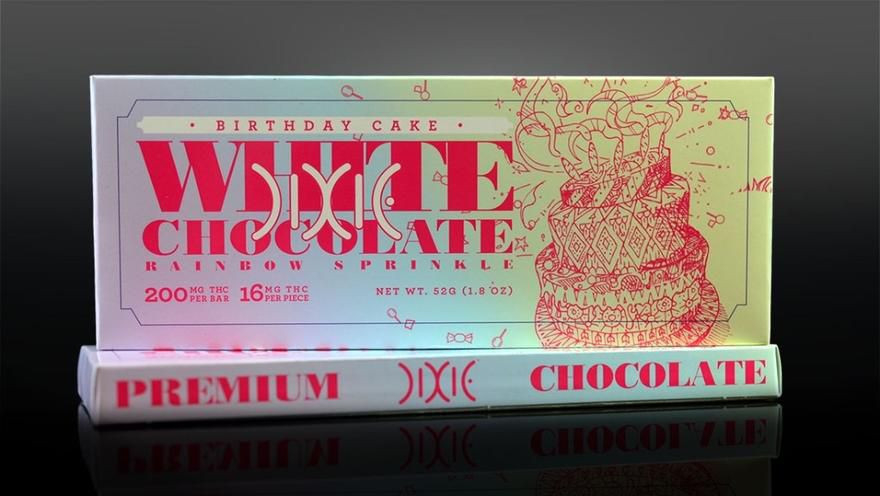 • BIRTHDAY CAKE •
WHITE
DIXIE
CHOCOLATE
RAINBOW SPRINKLE
200 MG THC PER BAR 16 MG THC PER PIECE NET WT. 52G (1.8 OZ)
PREMIUM DIXIE CHOCOLATE